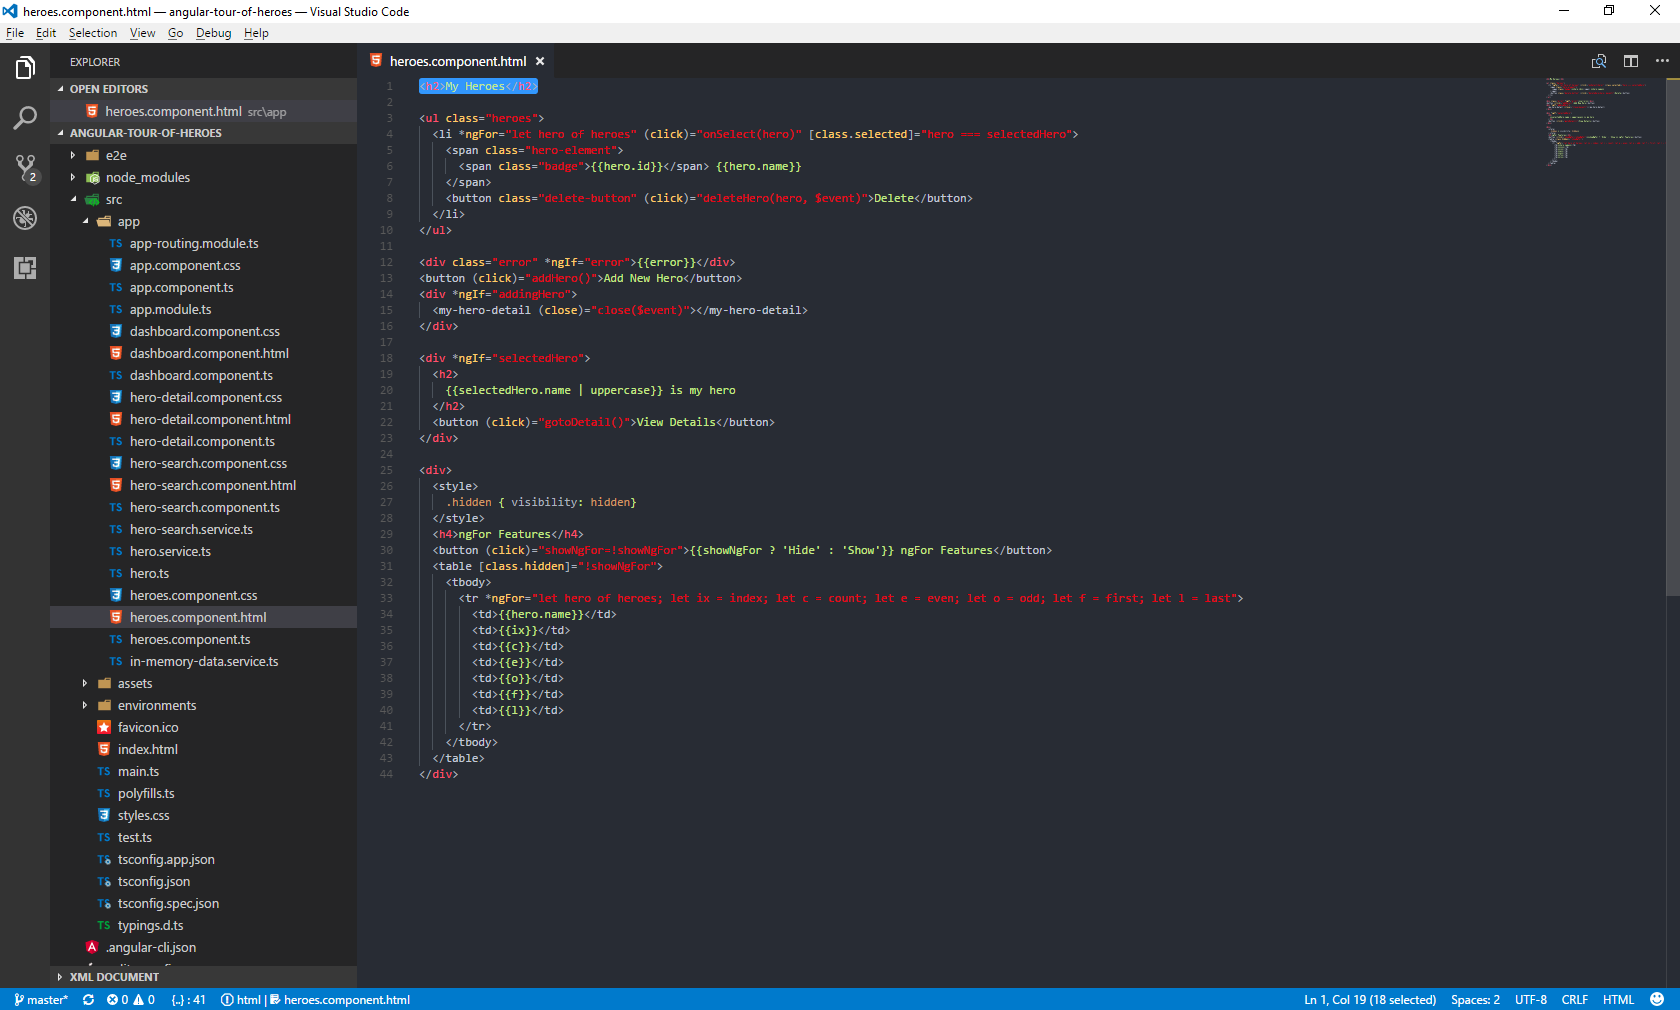 heroes.component.html — angular-tour-of-heroes — Visual Studio Code
File Edit Selection View Go Debug Help
EXPLORER
OPEN EDITORS
heroes.component.html src\app
ANGULAR-TOUR-OF-HEROES
e2e
node_modules
src
app
TS app-routing.module.ts
app.component.css
TS app.component.ts
TS app.module.ts
dashboard.component.css
dashboard.component.html
TS dashboard.component.ts
hero-detail.component.css
hero-detail.component.html
TS hero-detail.component.ts
hero-search.component.css
hero-search.component.html
TS hero-search.component.ts
TS hero-search.service.ts
TS hero.service.ts
TS hero.ts
heroes.component.css
heroes.component.html
TS heroes.component.ts
TS in-memory-data.service.ts
assets
environments
favicon.ico
index.html
TS main.ts
TS polyfills.ts
styles.css
TS test.ts
tsconfig.app.json
tsconfig.json
tsconfig.spec.json
TS typings.d.ts
.angular-cli.json
XML DOCUMENT
2
heroes.component.html
1 <h2>My Heroes</h2>
2
3 <ul class="heroes">
4 <li *ngFor="let hero of heroes" (click)="onSelect(hero)" [class.selected]="hero === selectedHero">
5 <span class="hero-element">
6 <span class="badge">{{hero.id}}</span> {{hero.name}}
7 </span>
8 <button class="delete-button" (click)="deleteHero(hero, $event)">Delete</button>
9 </li>
10 </ul>
11
12 <div class="error" *ngIf="error">{{error}}</div>
13 <button (click)="addHero()">Add New Hero</button>
14 <div *ngIf="addingHero">
15 <my-hero-detail (close)="close($event)"></my-hero-detail>
16 </div>
17
18 <div *ngIf="selectedHero">
19 <h2>
20 {{selectedHero.name | uppercase}} is my hero
21 </h2>
22 <button (click)="gotoDetail()">View Details</button>
23 </div>
24
25 <div>
26 <style>
27 .hidden { visibility: hidden}
28 </style>
29 <h4>ngFor Features</h4>
30 <button (click)="showNgFor=!showNgFor">{{showNgFor ? 'Hide' : 'Show'}} ngFor Features</button>
31 <table [class.hidden]="!showNgFor">
32 <tbody>
33 <tr *ngFor="let hero of heroes; let ix = index; let c = count; let e = even; let o = odd; let f = first; let l = last">
34 <td>{{hero.name}}</td>
35 <td>{{ix}}</td>
36 <td>{{c}}</td>
37 <td>{{e}}</td>
38 <td>{{o}}</td>
39 <td>{{f}}</td>
40 <td>{{l}}</td>
41 </tr>
42 </tbody>
43 </table>
44 </div>
master* 0 0 {..} : 41 html | heroes.component.html Ln 1, Col 19 (18 selected) Spaces: 2 UTF-8 CRLF HTML